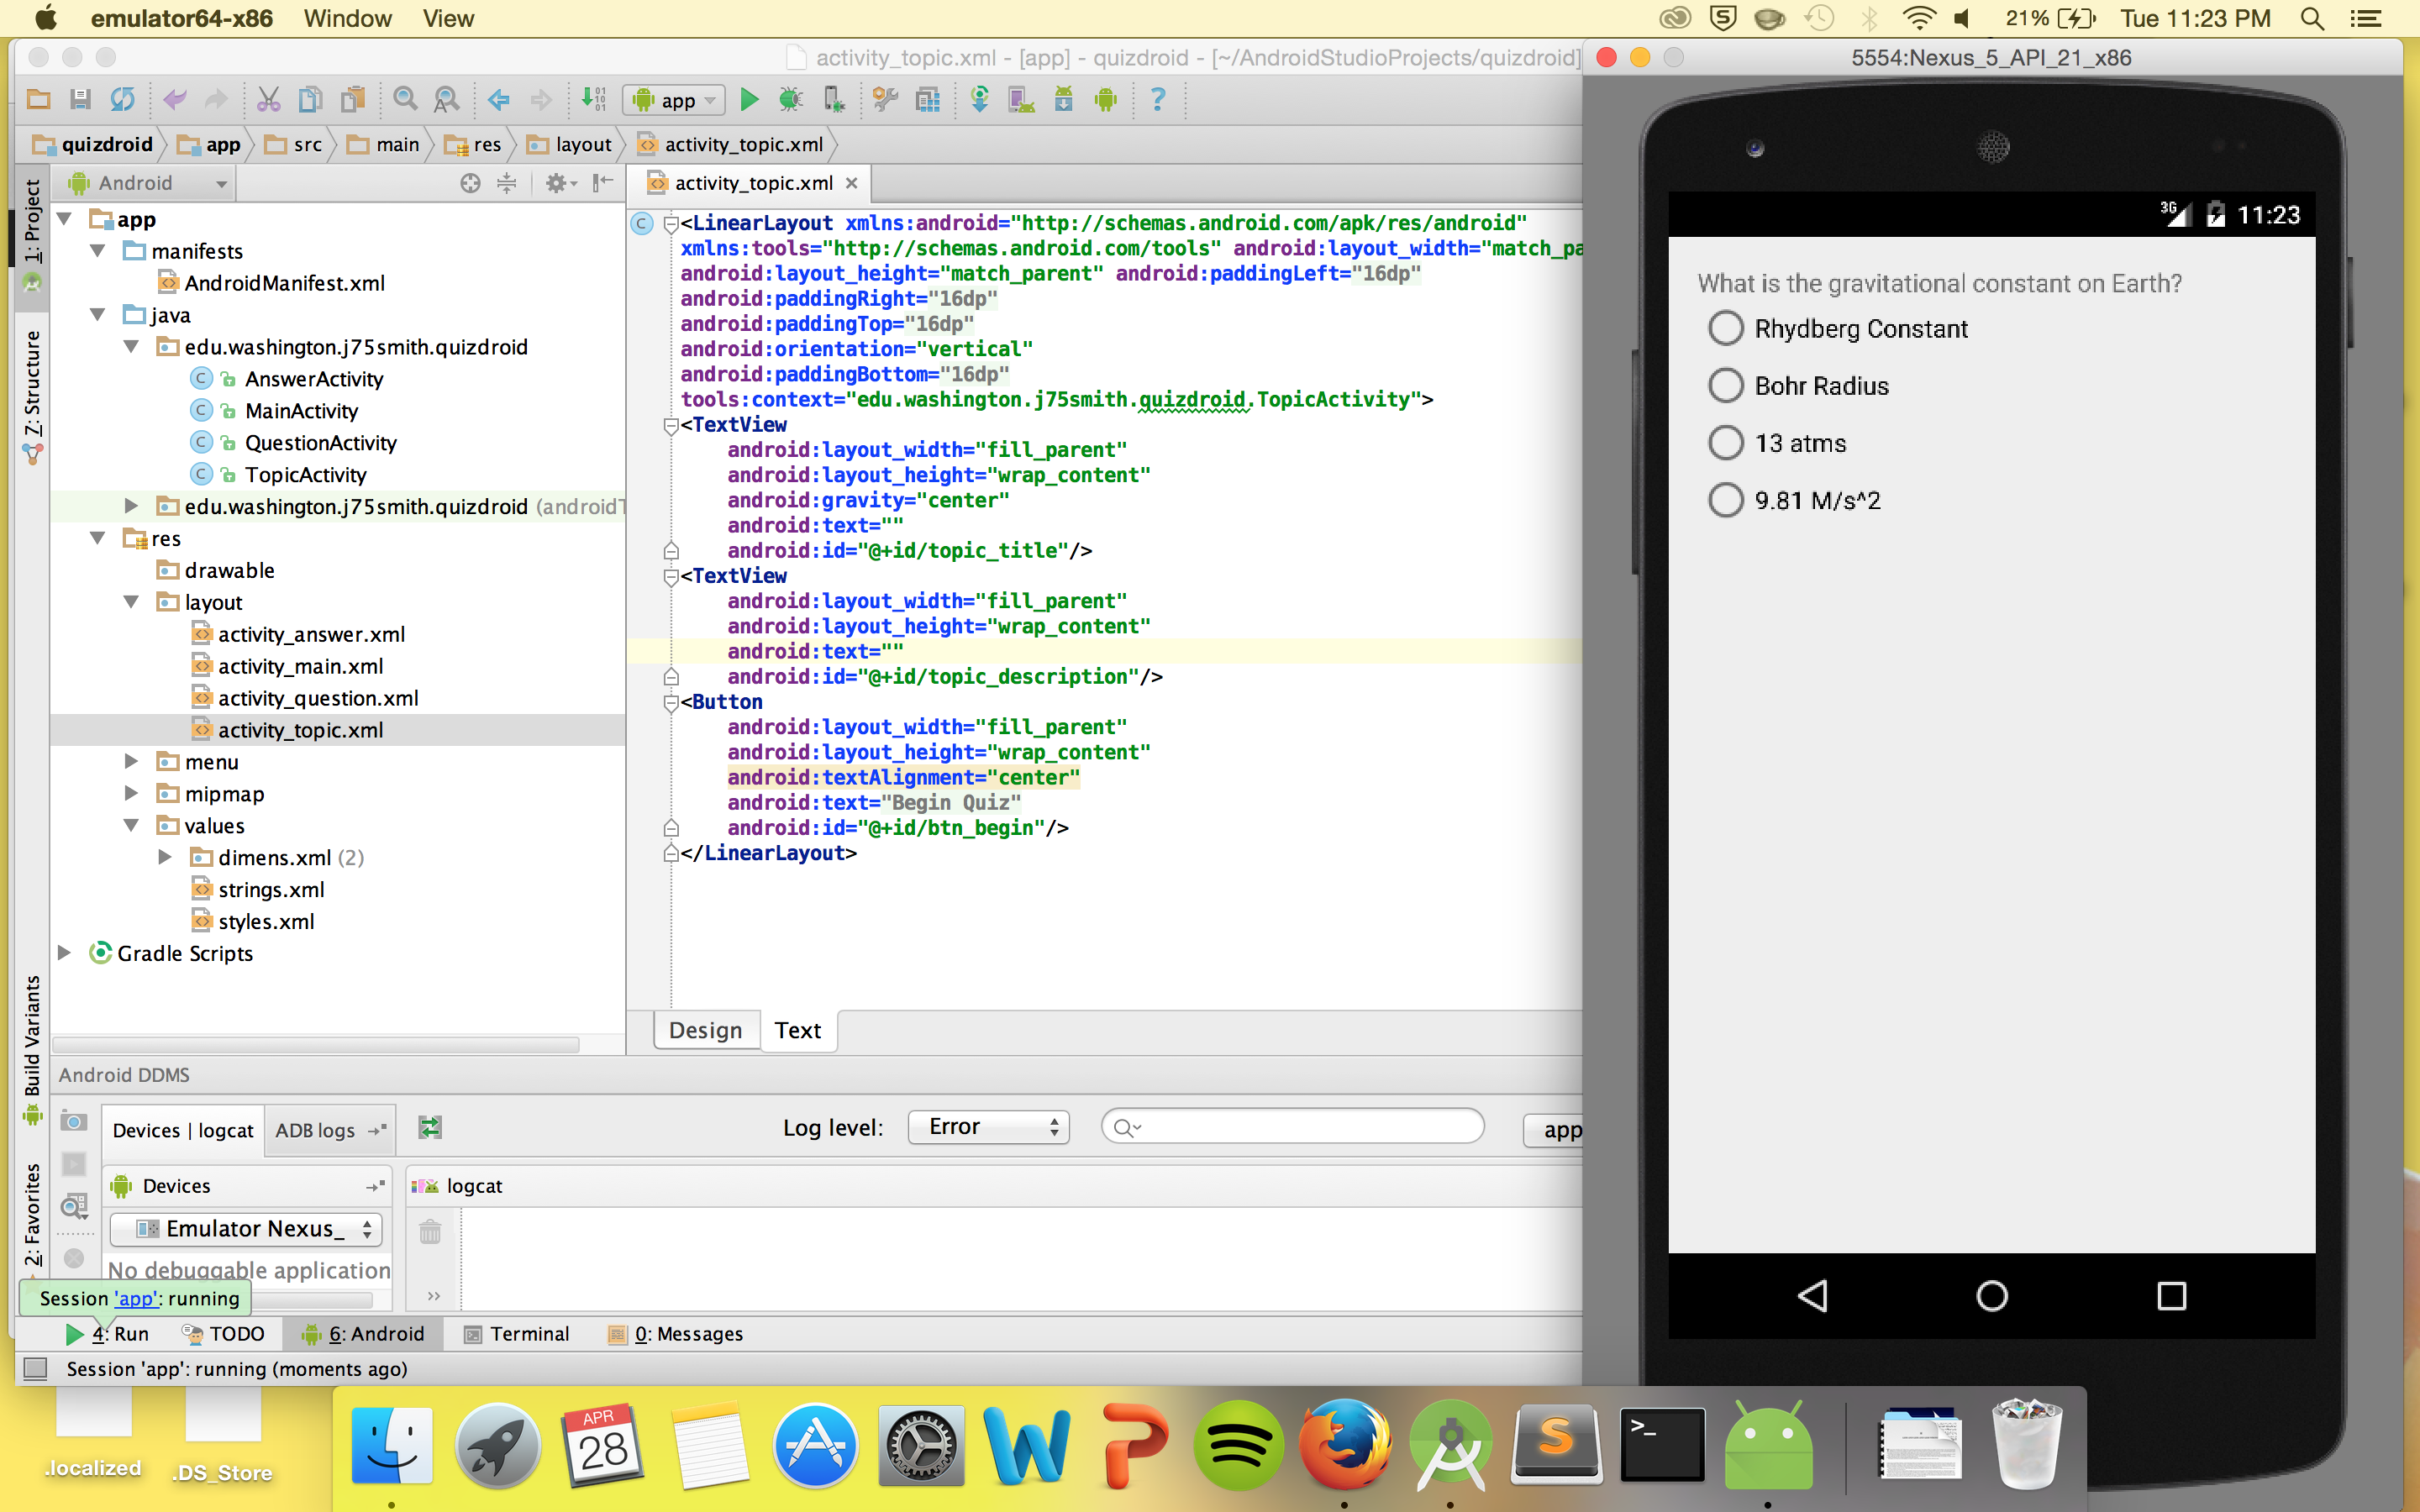 emulator64-x86 Window View 21% Tue 11:23 PM
activity_topic.xml - [app] - quizdroid - [~/AndroidStudioProjects/quizdroid]
5554:Nexus_5_API_21_x86
app
quizdroid app src main res layout activity_topic.xml
1: Project
7: Structure
Build Variants
2: Favorites
Android
app
manifests
AndroidManifest.xml
java
edu.washington.j75smith.quizdroid
AnswerActivity
MainActivity
QuestionActivity
TopicActivity
edu.washington.j75smith.quizdroid (androidT
res
drawable
layout
activity_answer.xml
activity_main.xml
activity_question.xml
activity_topic.xml
menu
mipmap
values
dimens.xml (2)
strings.xml
styles.xml
Gradle Scripts
activity_topic.xml
<LinearLayout xmlns:android="http://schemas.android.com/apk/res/android"
xmlns:tools="http://schemas.android.com/tools" android:layout_width="match_pa
android:layout_height="match_parent" android:paddingLeft="16dp"
android:paddingRight="16dp"
android:paddingTop="16dp"
android:orientation="vertical"
android:paddingBottom="16dp"
tools:context="edu.washington.j75smith.quizdroid.TopicActivity">
<TextView
android:layout_width="fill_parent"
android:layout_height="wrap_content"
android:gravity="center"
android:text=""
android:id="@+id/topic_title"/>
<TextView
android:layout_width="fill_parent"
android:layout_height="wrap_content"
android:text=""
android:id="@+id/topic_description"/>
<Button
android:layout_width="fill_parent"
android:layout_height="wrap_content"
android:textAlignment="center"
android:text="Begin Quiz"
android:id="@+id/btn_begin"/>
</LinearLayout>
Design Text
Android DDMS
Devices | logcat ADB logs Log level: Error app
Devices logcat
Emulator Nexus_
No debuggable application
Session 'app': running
4: Run TODO 6: Android Terminal 0: Messages
Session 'app': running (moments ago)
3G 11:23
What is the gravitational constant on Earth?
Rhydberg Constant
Bohr Radius
13 atms
9.81 M/s^2
.localized .DS_Store
APR
28